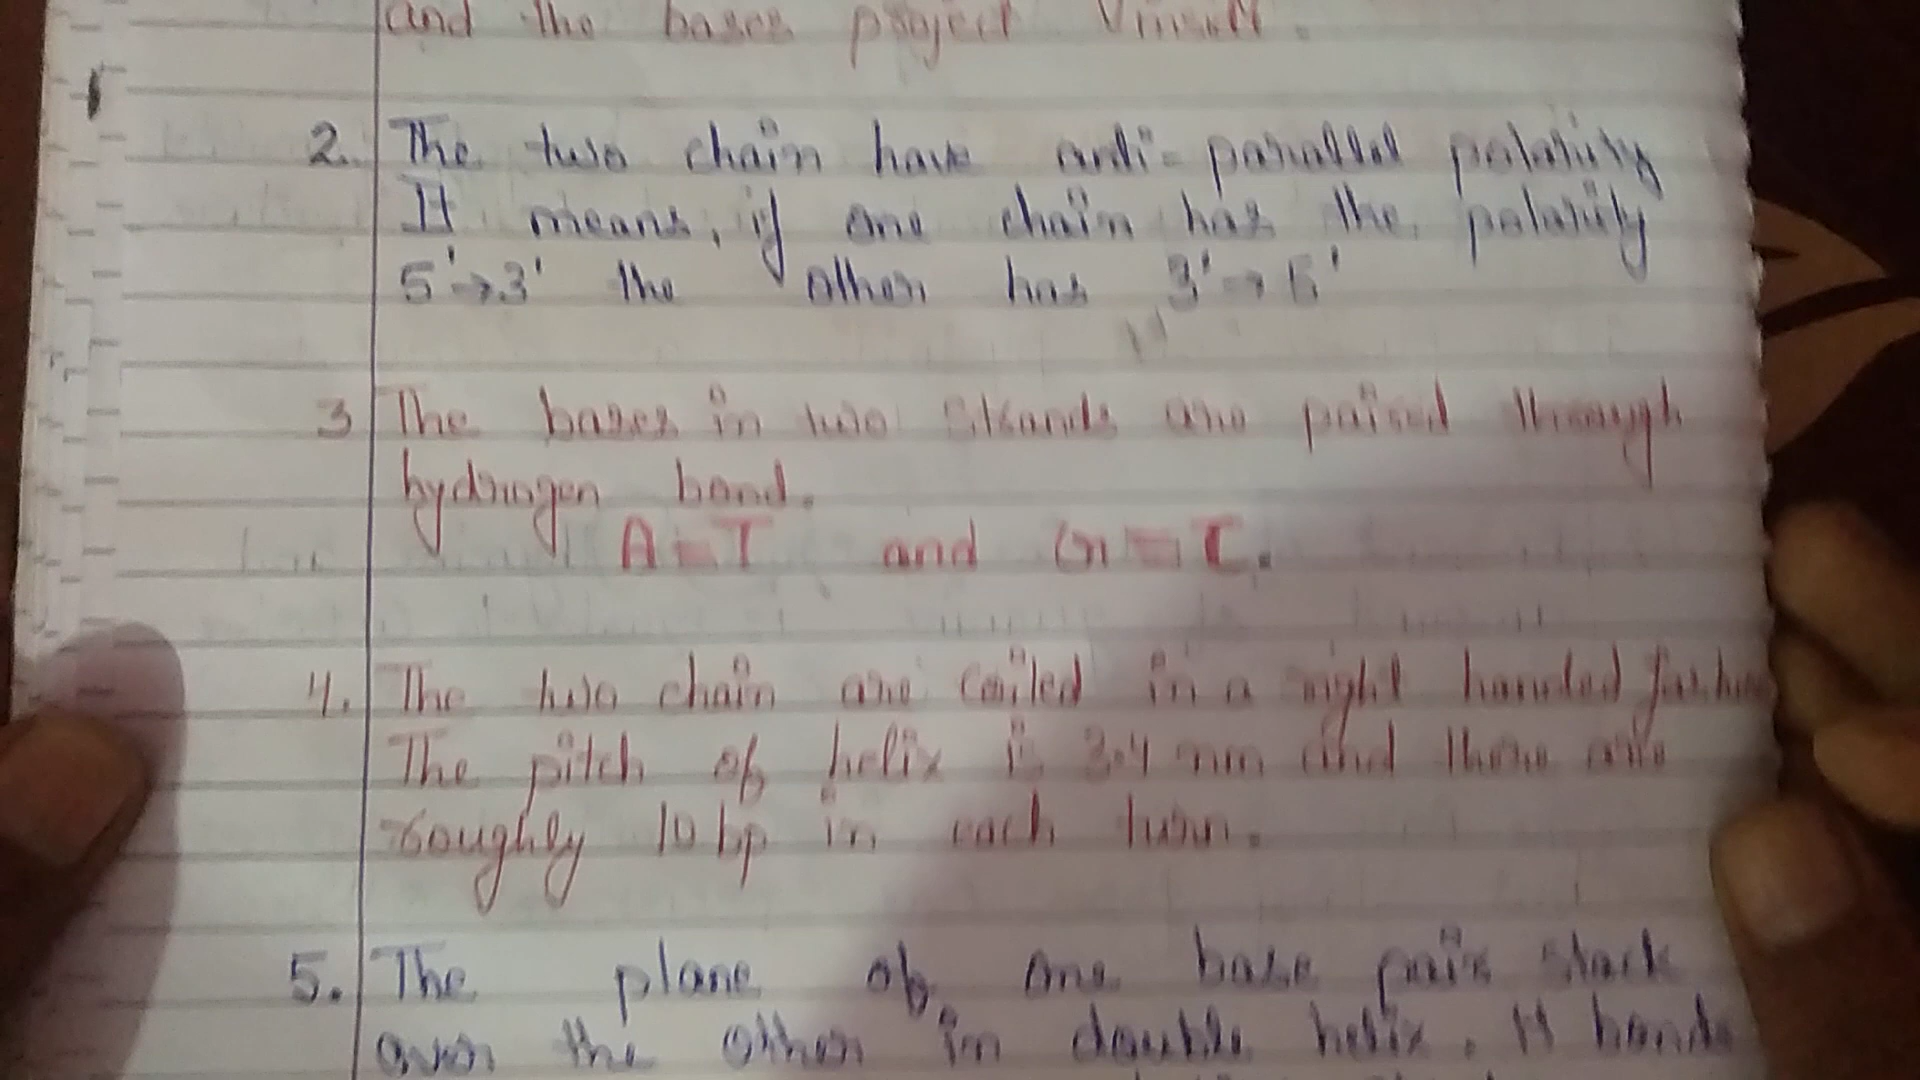 and the bases project
2. The two chain have anti-parallel polarity
It means, if one chain has the polarity
5'→3' the other has 3'→5'
3 The bases in two strands are paired through
hydrogen bond.
A=T and G≡C.
4. The two chain are coiled in a right handed
The pitch of helix is 3.4 nm and there are
roughly 10 bp in each turn.
5. The plane of one base pair stack
over the other in double helix.